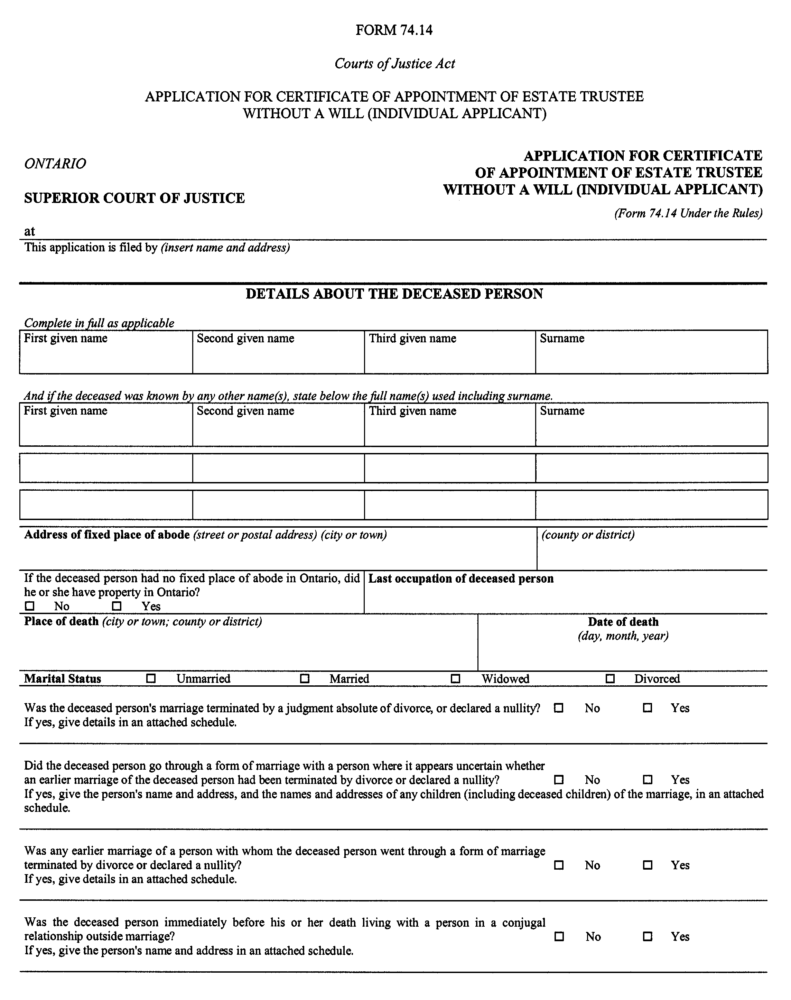 FORM 74.14
Courts of Justice Act
APPLICATION FOR CERTIFICATE OF APPOINTMENT OF ESTATE TRUSTEE
WITHOUT A WILL (INDIVIDUAL APPLICANT)
ONTARIO
SUPERIOR COURT OF JUSTICE
at
APPLICATION FOR CERTIFICATE
OF APPOINTMENT OF ESTATE TRUSTEE
WITHOUT A WILL (INDIVIDUAL APPLICANT)
(Form 74.14 Under the Rules)
This application is filed by (insert name and address)
DETAILS ABOUT THE DECEASED PERSON
Complete in full as applicable
First given name Second given name Third given name Surname
And if the deceased was known by any other name(s), state below the full name(s) used including surname.
First given name Second given name Third given name Surname
Address of fixed place of abode (street or postal address) (city or town) (county or district)
If the deceased person had no fixed place of abode in Ontario, did
he or she have property in Ontario?
No Yes
Last occupation of deceased person
Place of death (city or town; county or district)
Date of death
(day, month, year)
Marital Status Unmarried Married Widowed Divorced
Was the deceased person's marriage terminated by a judgment absolute of divorce, or declared a nullity? No Yes
If yes, give details in an attached schedule.
Did the deceased person go through a form of marriage with a person where it appears uncertain whether
an earlier marriage of the deceased person had been terminated by divorce or declared a nullity? No Yes
If yes, give the person's name and address, and the names and addresses of any children (including deceased children) of the marriage, in an attached
schedule.
Was any earlier marriage of a person with whom the deceased person went through a form of marriage
terminated by divorce or declared a nullity? No Yes
If yes, give details in an attached schedule.
Was the deceased person immediately before his or her death living with a person in a conjugal
relationship outside marriage? No Yes
If yes, give the person's name and address in an attached schedule.